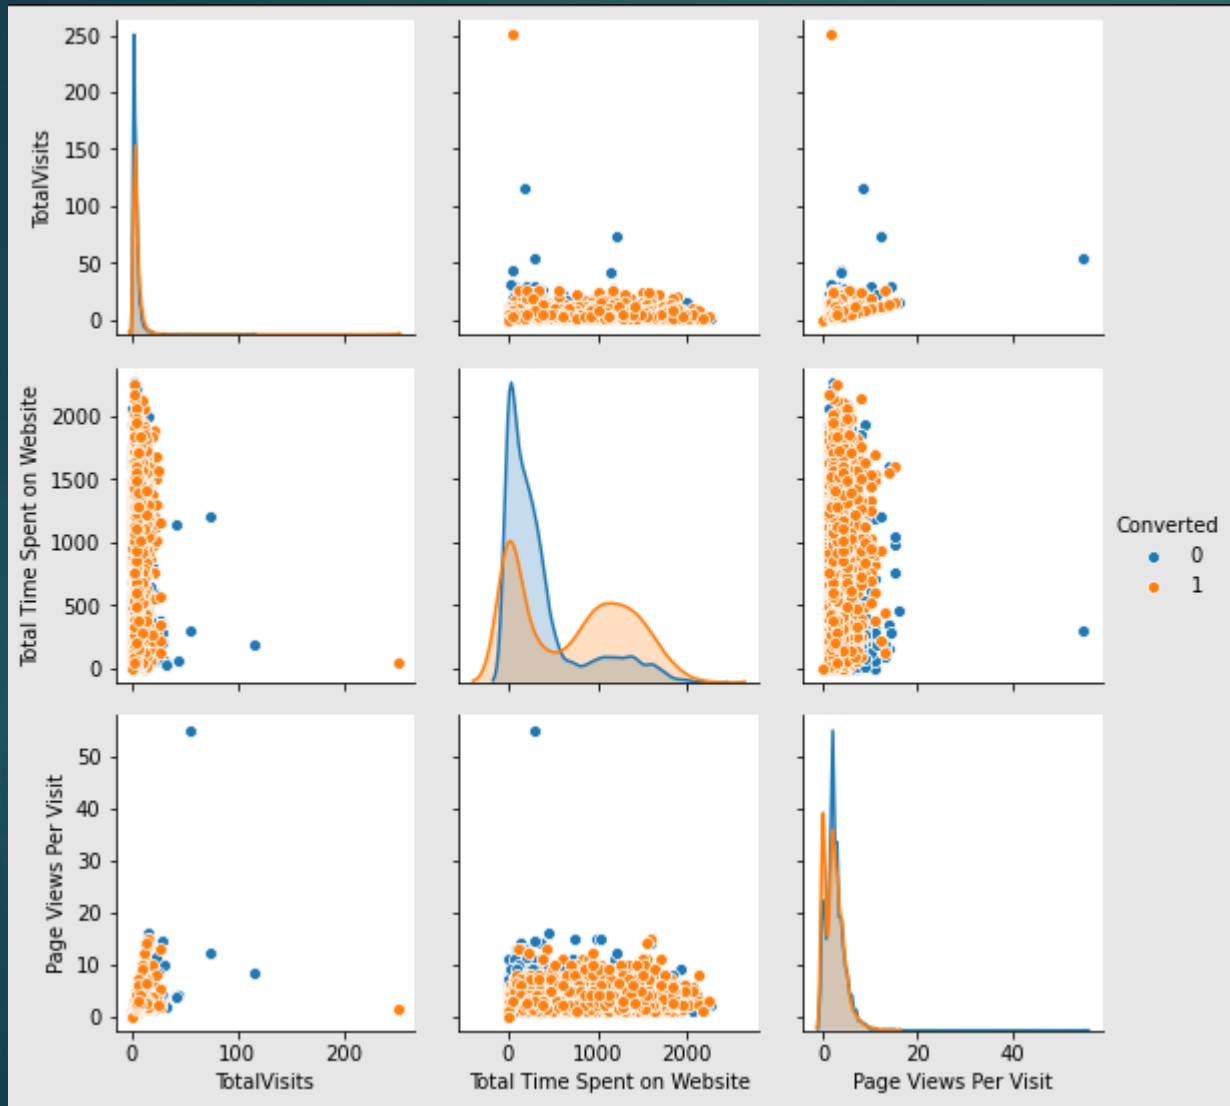 TotalVisits
250
200
150
100
50
0
Total Time Spent on Website
2000
1500
1000
500
0
Converted
0
1
Page Views Per Visit
50
40
30
20
10
0
0 100 200
0 1000 2000
0 20 40
TotalVisits
Total Time Spent on Website
Page Views Per Visit